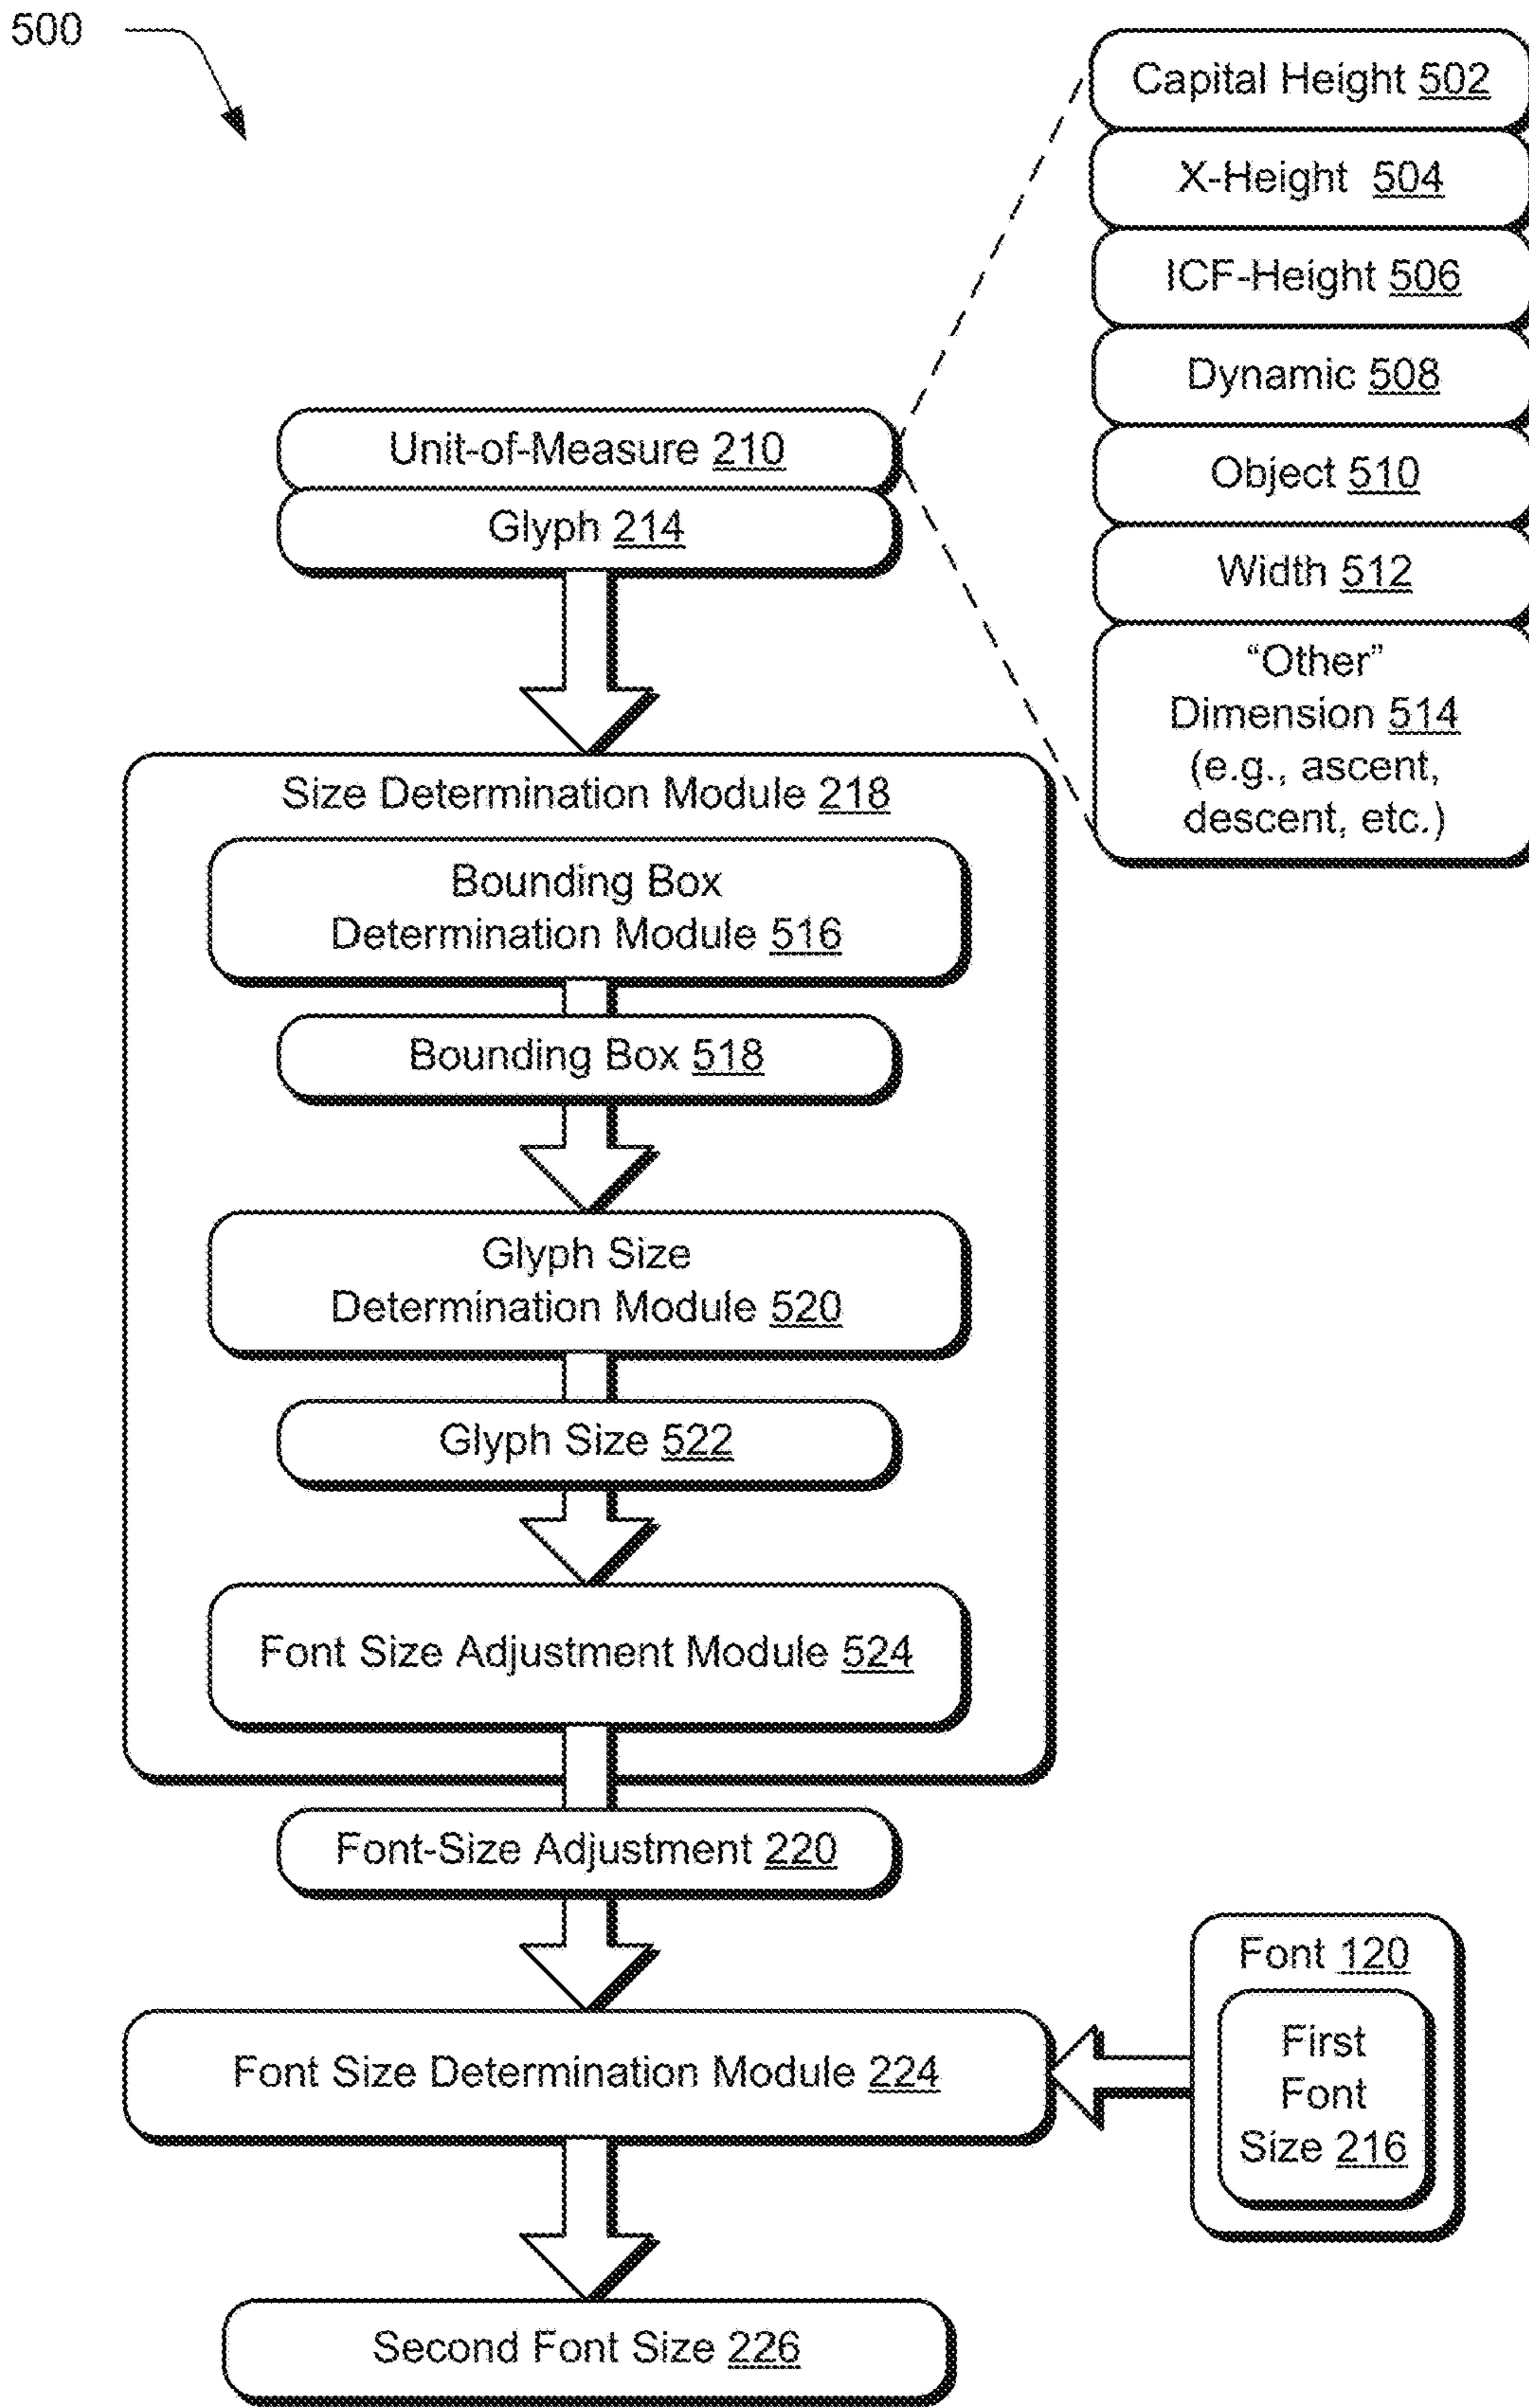 500
Capital Height 502
X-Height 504
ICF-Height 506
Dynamic 508
Object 510
Width 512
“Other”
Dimension 514
(e.g., ascent,
descent, etc.)
Unit-of-Measure 210
Glyph 214
Size Determination Module 218
Bounding Box
Determination Module 516
Bounding Box 518
Glyph Size
Determination Module 520
Glyph Size 522
Font Size Adjustment Module 524
Font-Size Adjustment 220
Font 120
First
Font
Size 216
Font Size Determination Module 224
Second Font Size 226